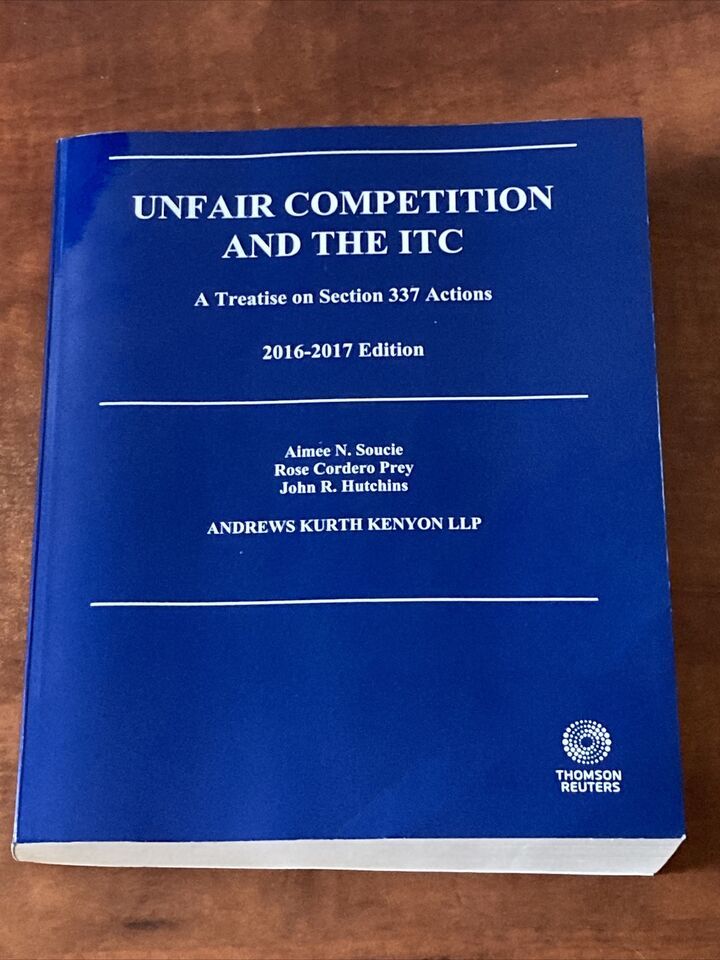 UNFAIR COMPETITION
AND THE ITC
A Treatise on Section 337 Actions
2016-2017 Edition
Aimée N. Soucie
Rose Cordero Prey
John R. Hutchins
ANDREWS KURTH KENYON LLP
THOMSON
REUTERS